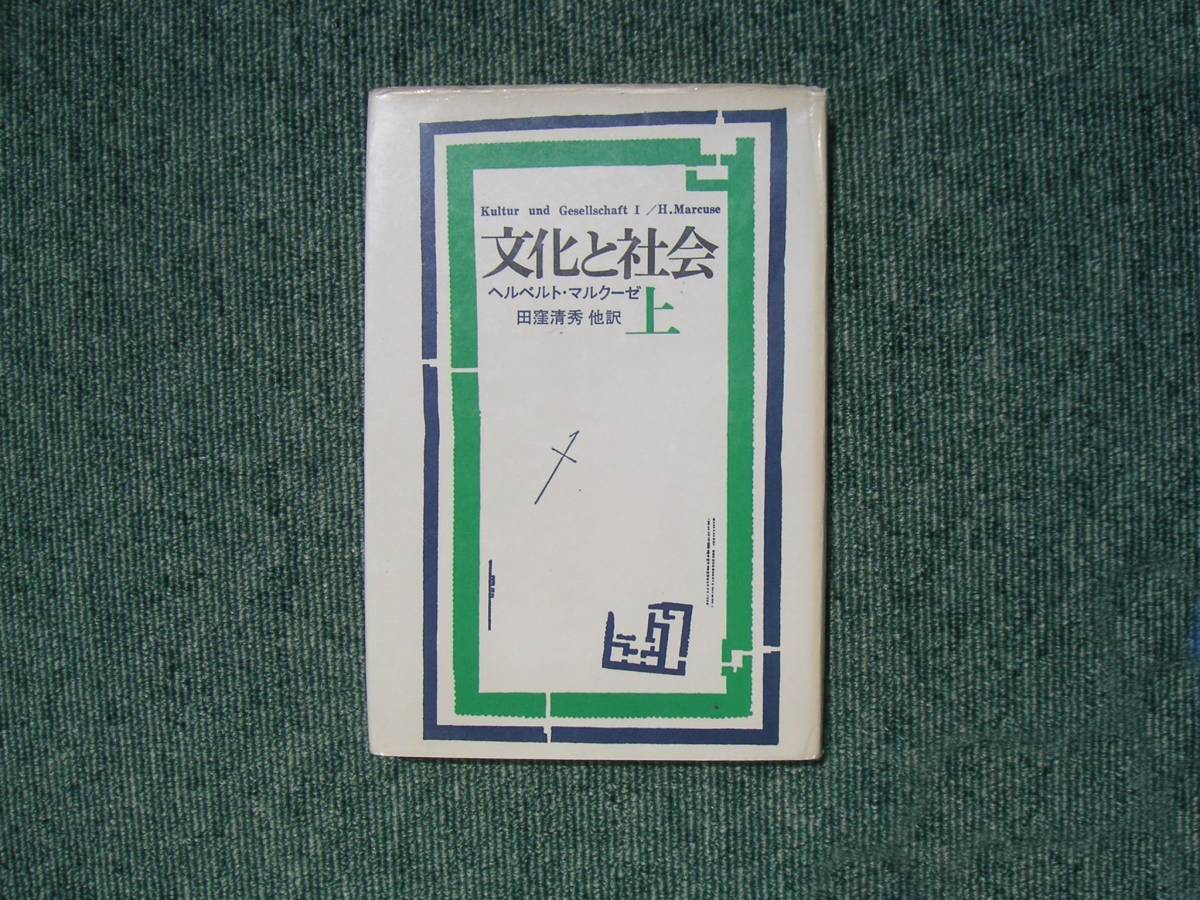 Kultur und Gesellschaft I / H. Marcuse
文化と社会
ヘルベルト・マルクーゼ
田窪清秀 他訳
上